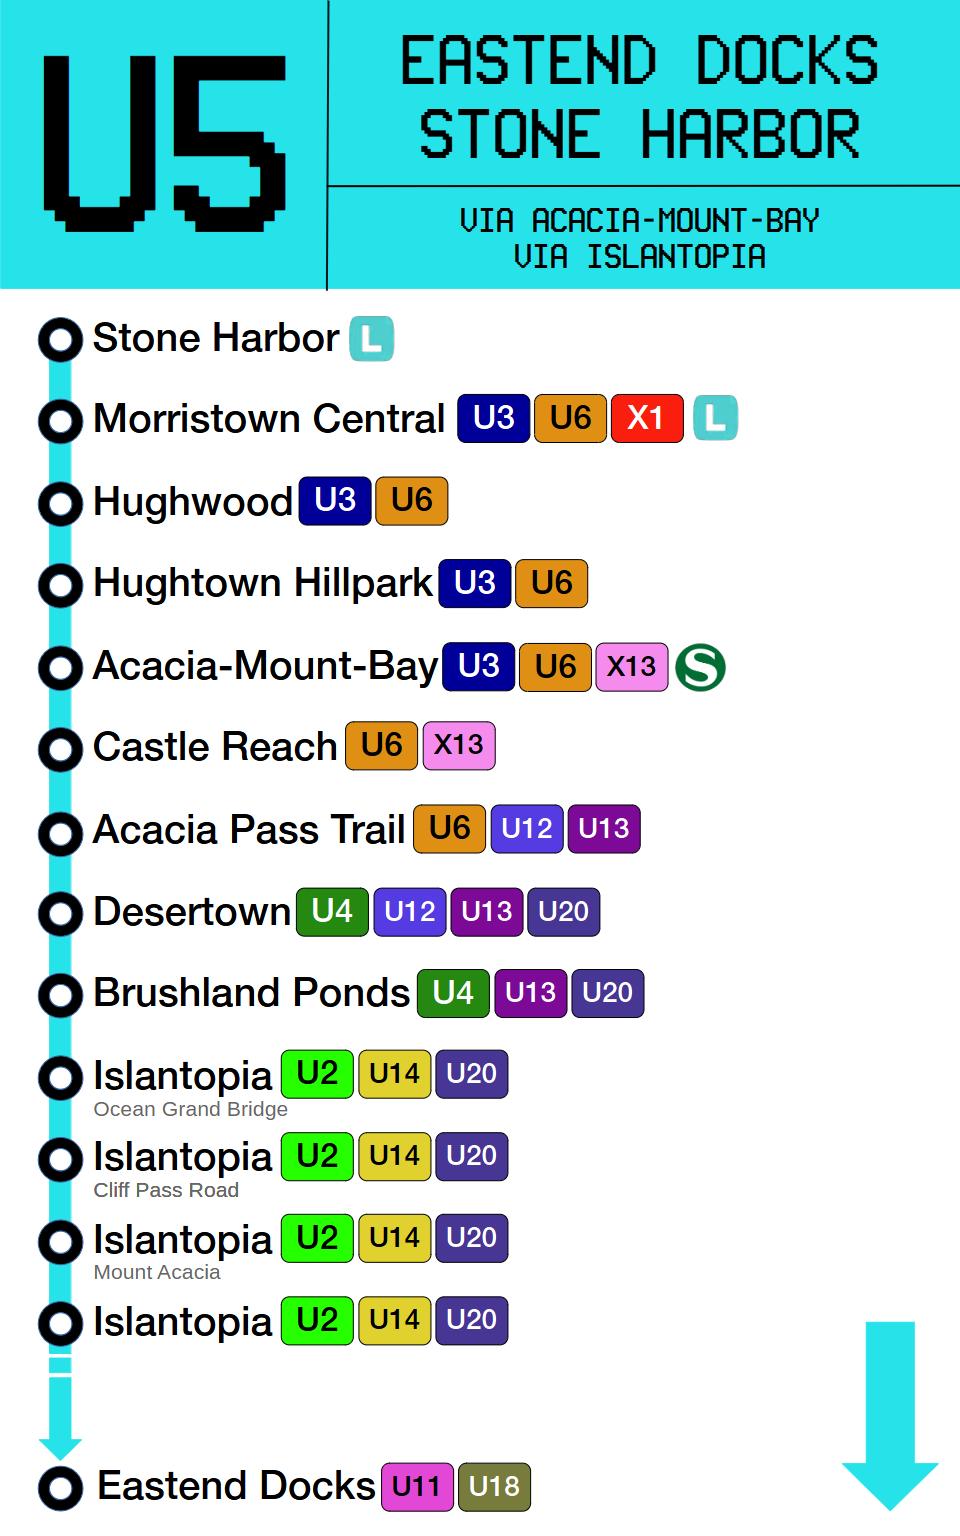 U5
EASTEND DOCKS
STONE HARBOR
VIA ACACIA-MOUNT-BAY
VIA ISLANTOPIA
Stone Harbor L
Morristown Central U3 U6 X1 L
Hughwood U3 U6
Hughtown Hillpark U3 U6
Acacia-Mount-Bay U3 U6 X13 S
Castle Reach U6 X13
Acacia Pass Trail U6 U12 U13
Desertown U4 U12 U13 U20
Brushland Ponds U4 U13 U20
Islantopia U2 U14 U20
Ocean Grand Bridge
Islantopia U2 U14 U20
Cliff Pass Road
Islantopia U2 U14 U20
Mount Acacia
Islantopia U2 U14 U20
Eastend Docks U11 U18